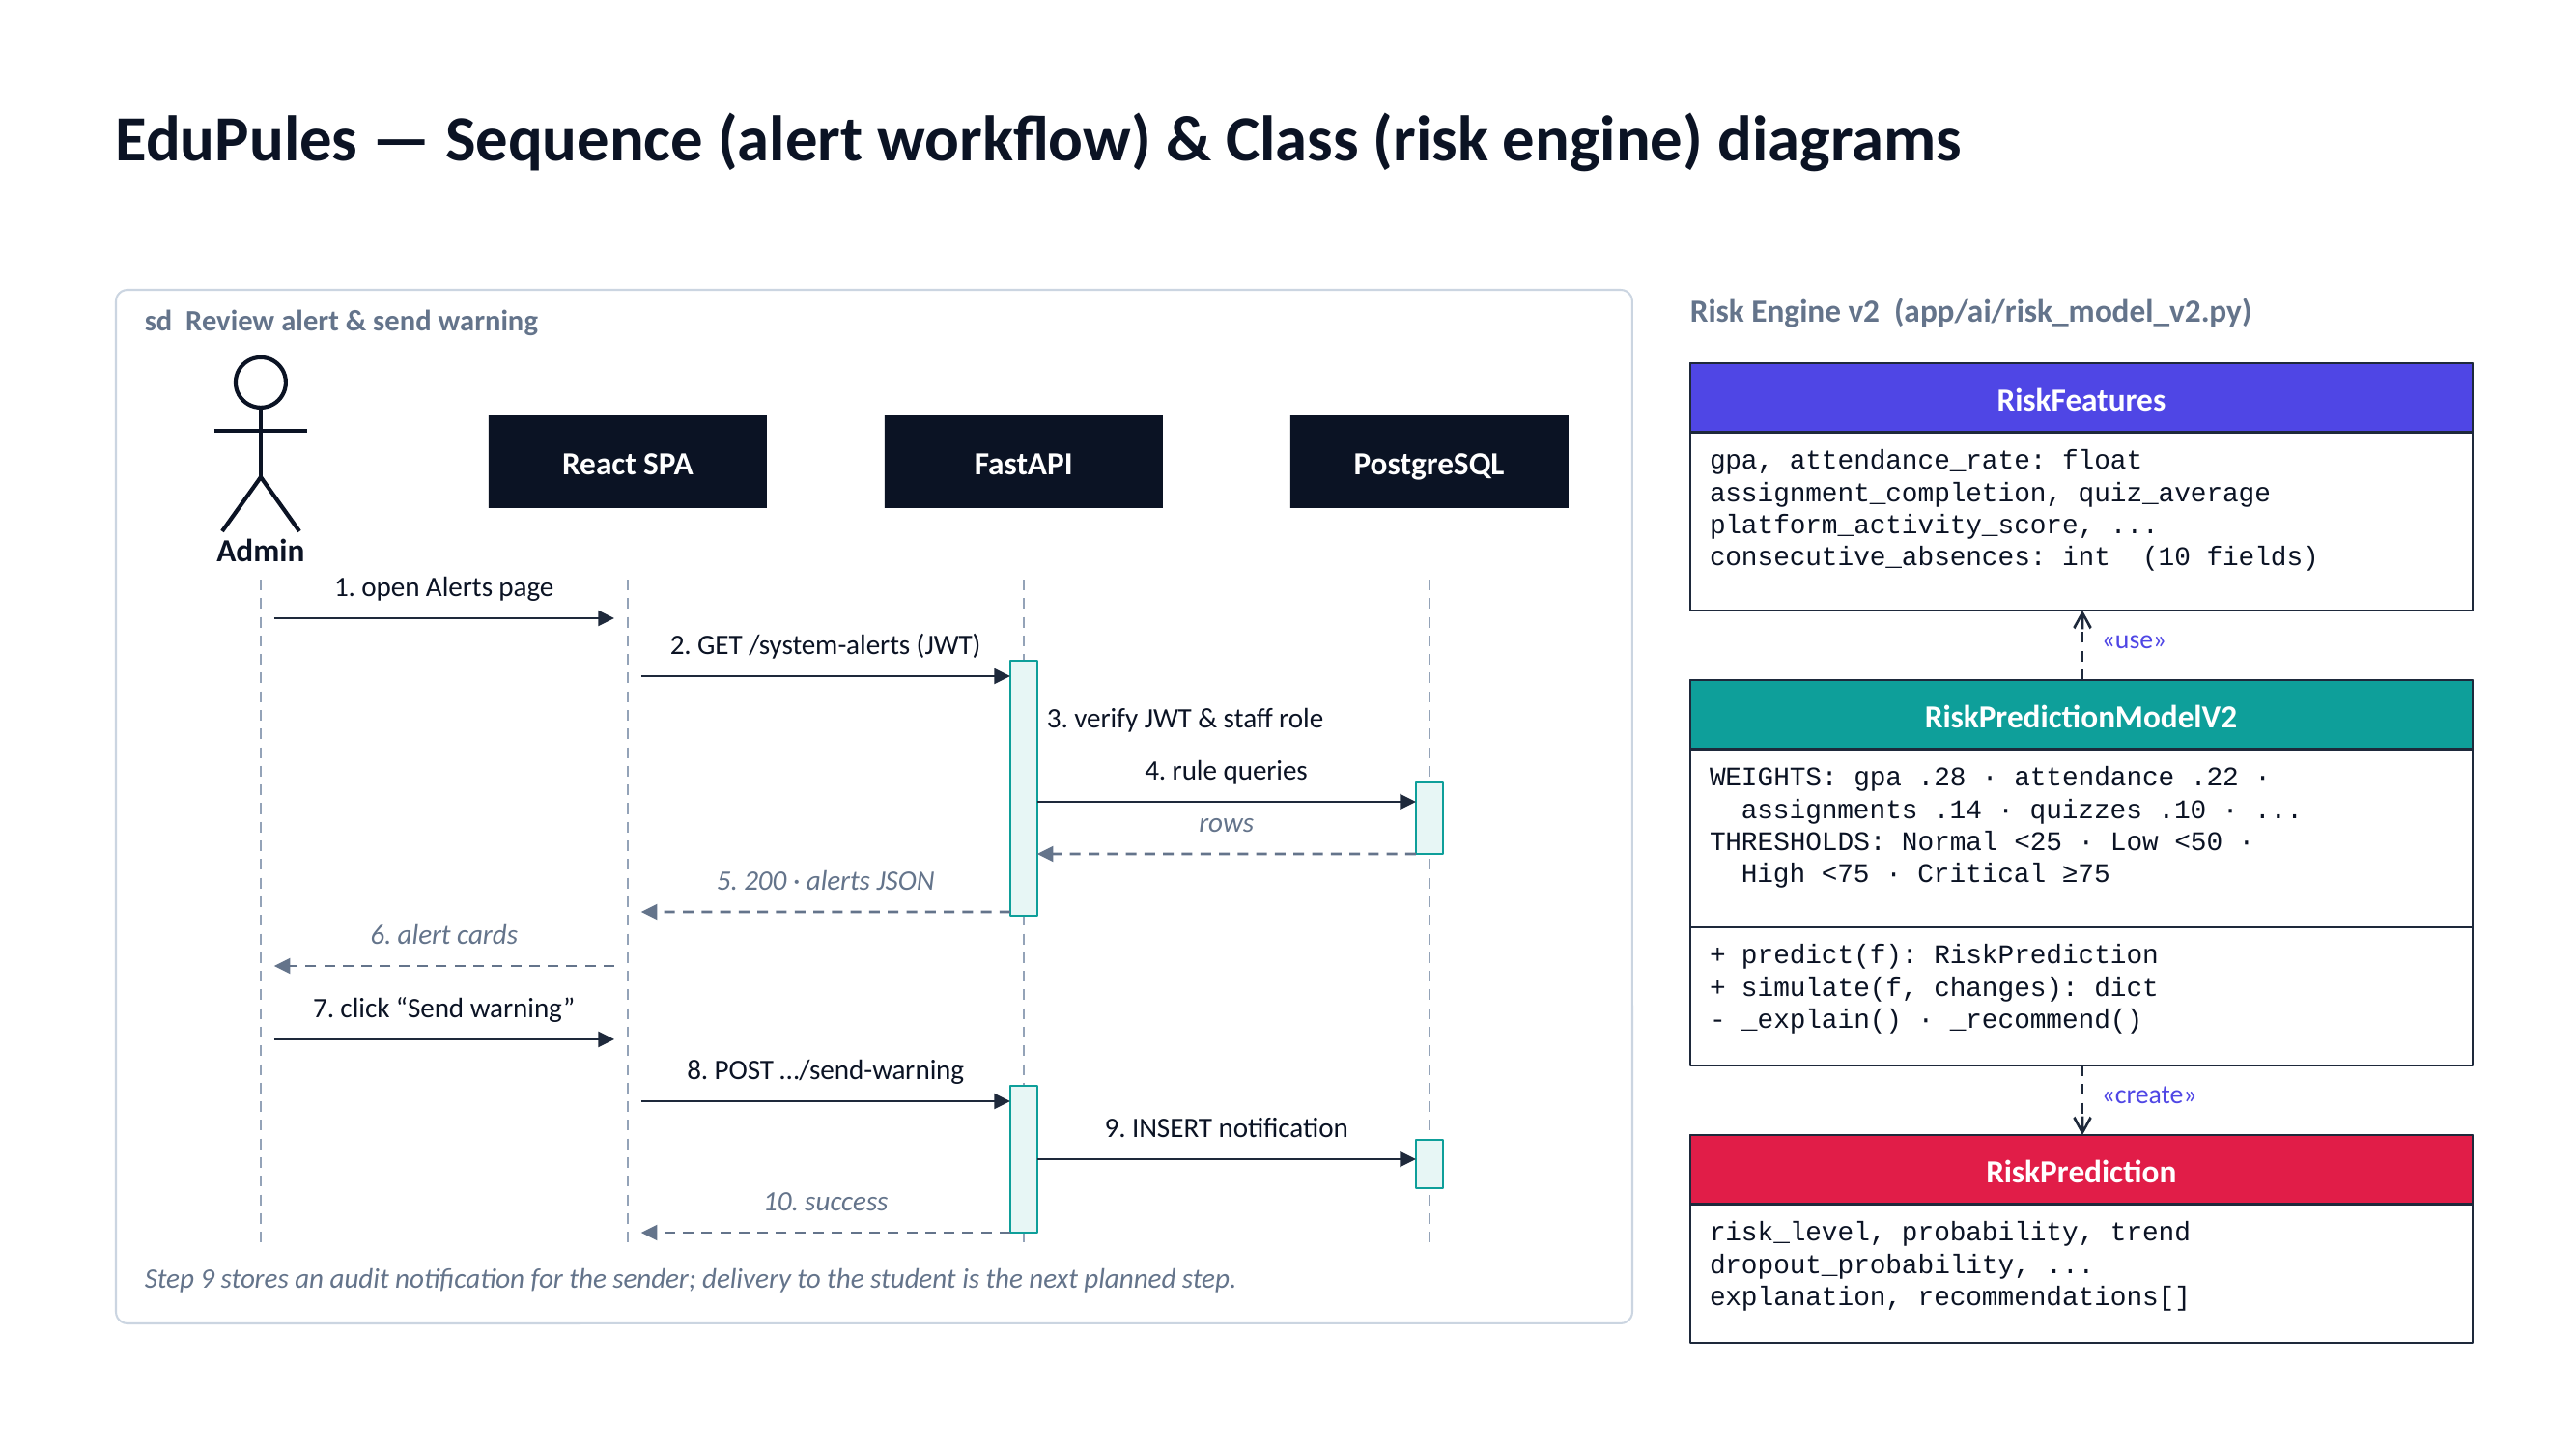 EduPules — Sequence (alert workflow) & Class (risk engine) diagrams
sd  Review alert & send warning
Admin
React SPA
FastAPI
PostgreSQL
1. open Alerts page
2. GET /system-alerts (JWT)
3. verify JWT & staff role
4. rule queries
rows
5. 200 · alerts JSON
6. alert cards
7. click “Send warning”
8. POST …/send-warning
9. INSERT notification
10. success
Step 9 stores an audit notification for the sender; delivery to the student is the next planned step.
Risk Engine v2  (app/ai/risk_model_v2.py)
RiskFeatures
gpa, attendance_rate: float
assignment_completion, quiz_average
platform_activity_score, ...
consecutive_absences: int  (10 fields)
«use»
RiskPredictionModelV2
WEIGHTS: gpa .28 · attendance .22 ·
assignments .14 · quizzes .10 · ...
THRESHOLDS: Normal <25 · Low <50 ·
High <75 · Critical ≥75
+ predict(f): RiskPrediction
+ simulate(f, changes): dict
- _explain() · _recommend()
«create»
RiskPrediction
risk_level, probability, trend
dropout_probability, ...
explanation, recommendations[]